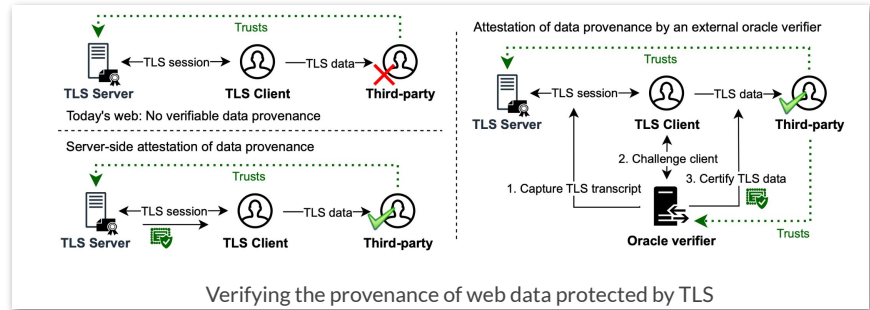 Trusts
TLS session
TLS data
TLS Server
TLS Client
Third-party
Today's web: No verifiable data provenance
Server-side attestation of data provenance
Trusts
TLS session
TLS data
TLS Server
TLS Client
Third-party
Attestation of data provenance by an external oracle verifier
Trusts
TLS session
TLS data
TLS Server
TLS Client
Third-party
2. Challenge client
1. Capture TLS transcript
3. Certify TLS data
Oracle verifier
Trusts
Verifying the provenance of web data protected by TLS